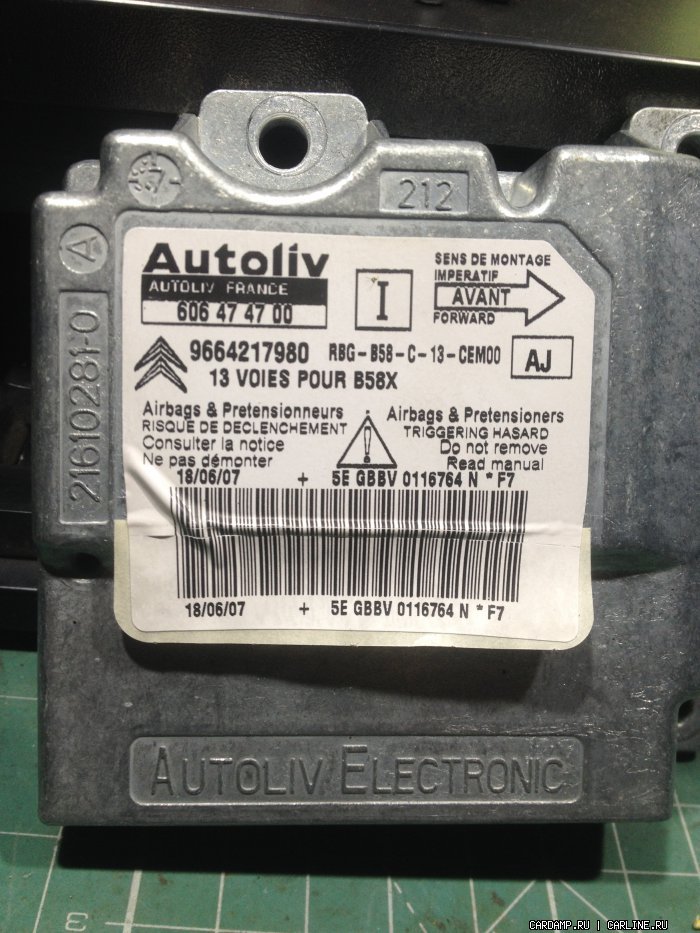 212
A
21610281-0
Autoliv
AUTOLIV FRANCE
606 47 47 00
I
SENS DE MONTAGE
IMPERATIF
AVANT
FORWARD
9664217980 RBG-B58-C-13-CEM00
AJ
13 VOIES POUR B58X
Airbags & Pretensionneurs
RISQUE DE DECLENCHEMENT
Consulter la notice
Ne pas démonter
Airbags & Pretensioners
TRIGGERING HASARD
Do not remove
Read manual
18/06/07 + 5E GBBV 0116764 N * F7
18/06/07 + 5E GBBV 0116764 N * F7
AUTOLIV ELECTRONIC
3
CARDAMP.RU | CARLINE.RU